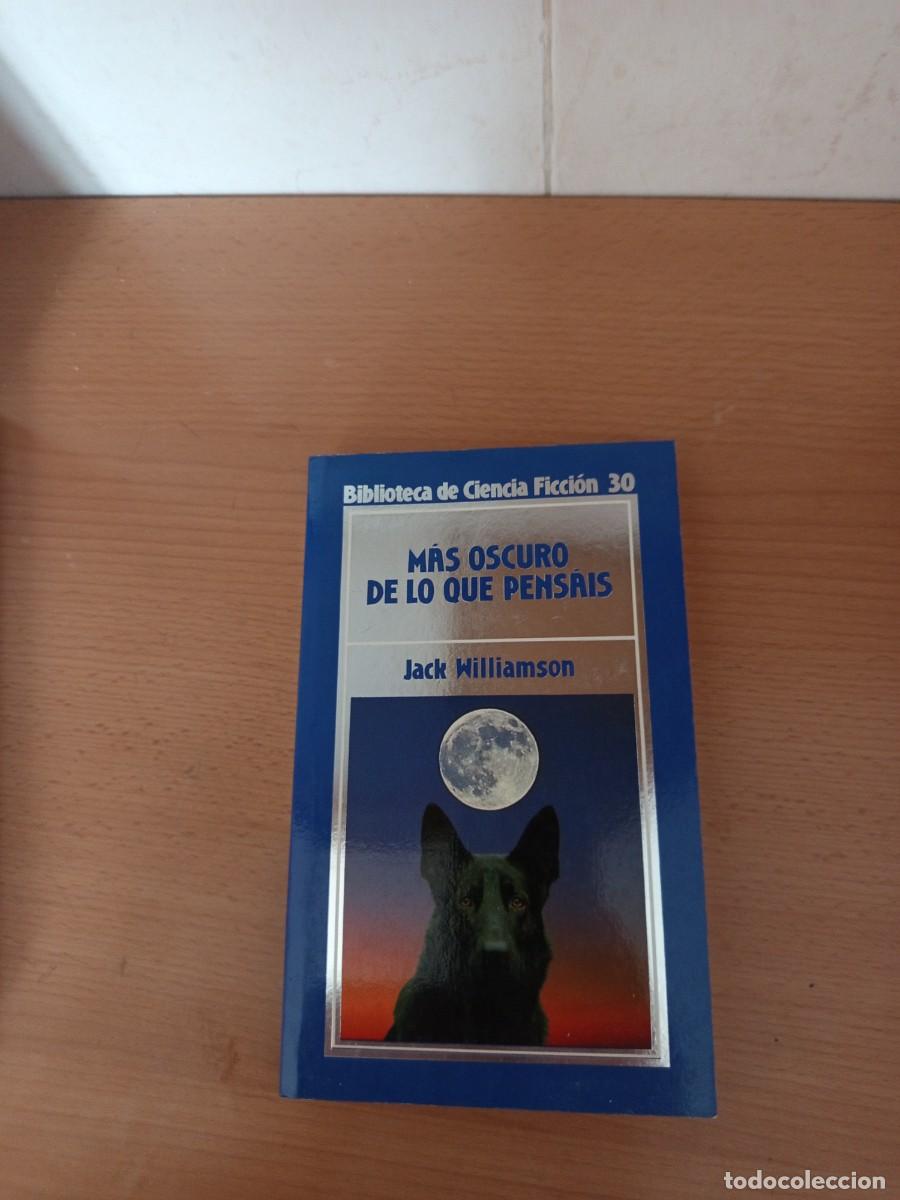 Biblioteca de Ciencia Ficción 30
MÁS OSCURO
DE LO QUE PENSÁIS
Jack Williamson
todocoleccion